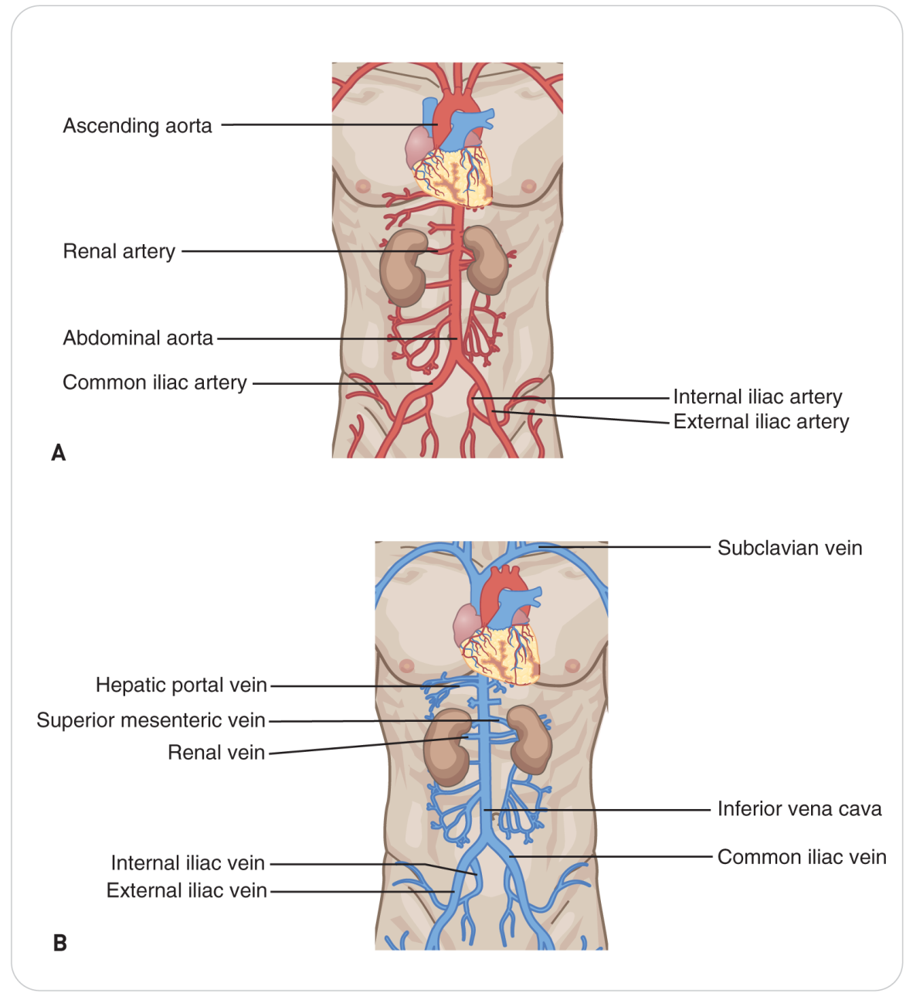 Ascending aorta
Renal artery
Abdominal aorta
Common iliac artery
Internal iliac artery
External iliac artery
A
Subclavian vein
Hepatic portal vein
Superior mesenteric vein
Renal vein
Inferior vena cava
Common iliac vein
Internal iliac vein
External iliac vein
B